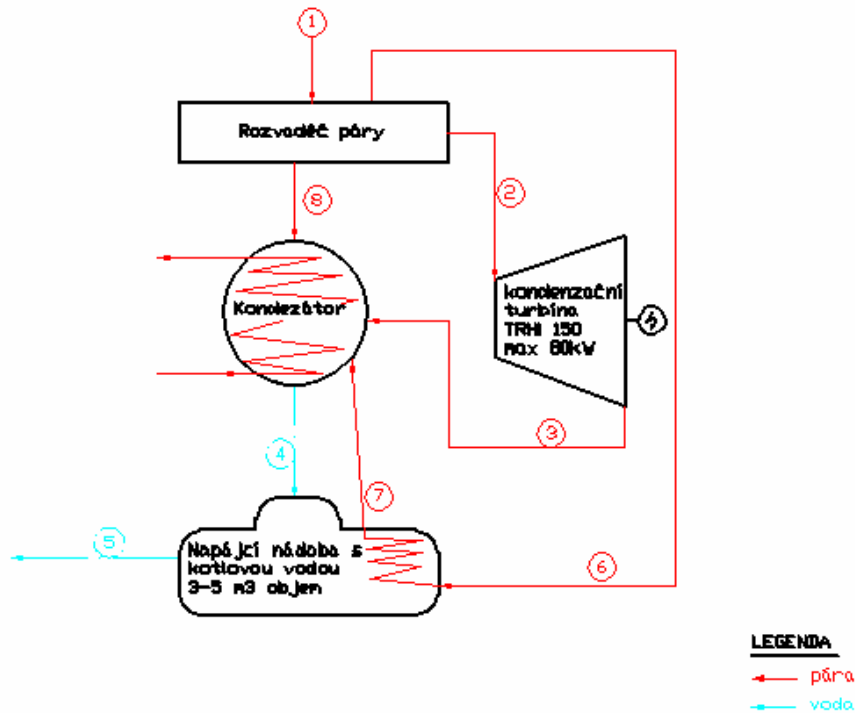 1
Rozvaděč páry
8
2
Kondezátor
kondenzační
turbína
TRHI 150
max 80kW
3
4
7
5
Napájcí nádoba s
kotlovou vodou
3-5 m3 objem
6
LEGENDA
pára
voda